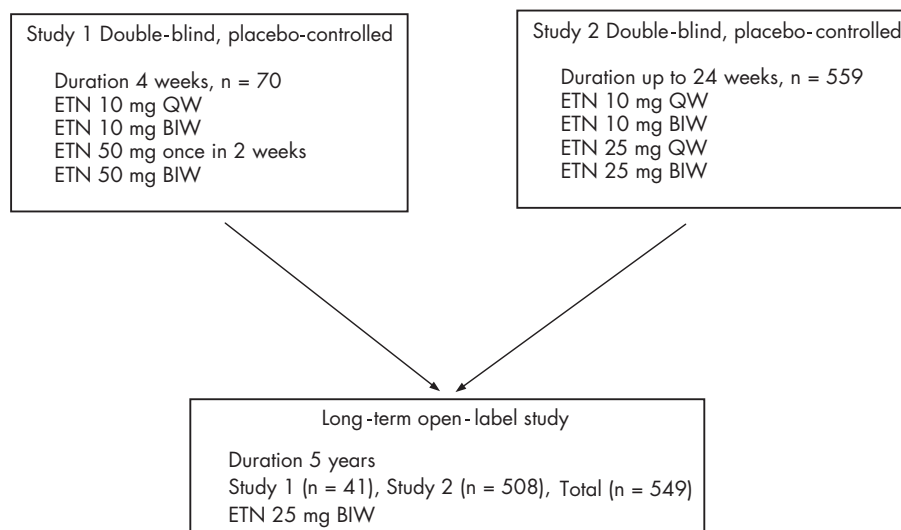 Study 1 Double-blind, placebo-controlled
Duration 4 weeks, n = 70
ETN 10 mg QW
ETN 10 mg BIW
ETN 50 mg once in 2 weeks
ETN 50 mg BIW
Study 2 Double-blind, placebo-controlled
Duration up to 24 weeks, n = 559
ETN 10 mg QW
ETN 10 mg BIW
ETN 25 mg QW
ETN 25 mg BIW
Long-term open-label study
Duration 5 years
Study 1 (n = 41), Study 2 (n = 508), Total (n = 549)
ETN 25 mg BIW